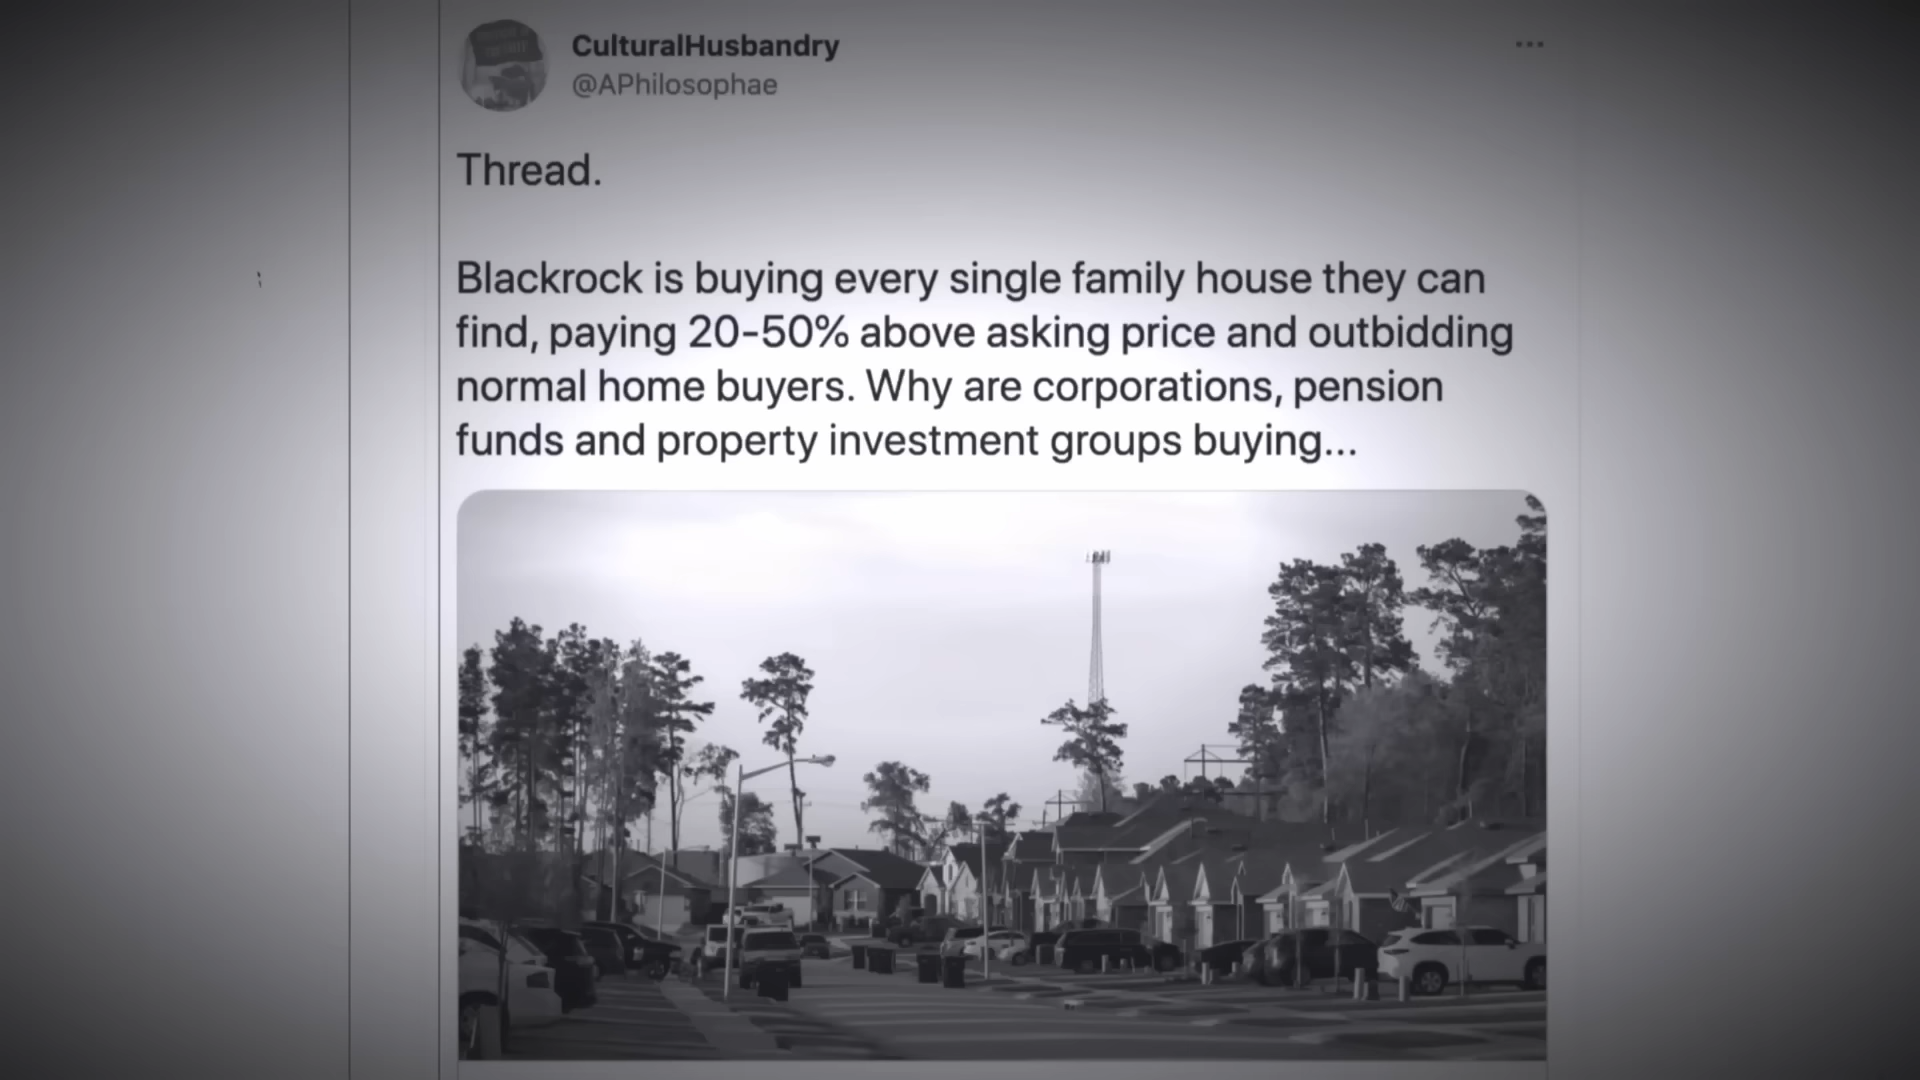 CulturalHusbandry
@APhilosophae
Thread.
Blackrock is buying every single family house they can
find, paying 20-50% above asking price and outbidding
normal home buyers. Why are corporations, pension
funds and property investment groups buying...